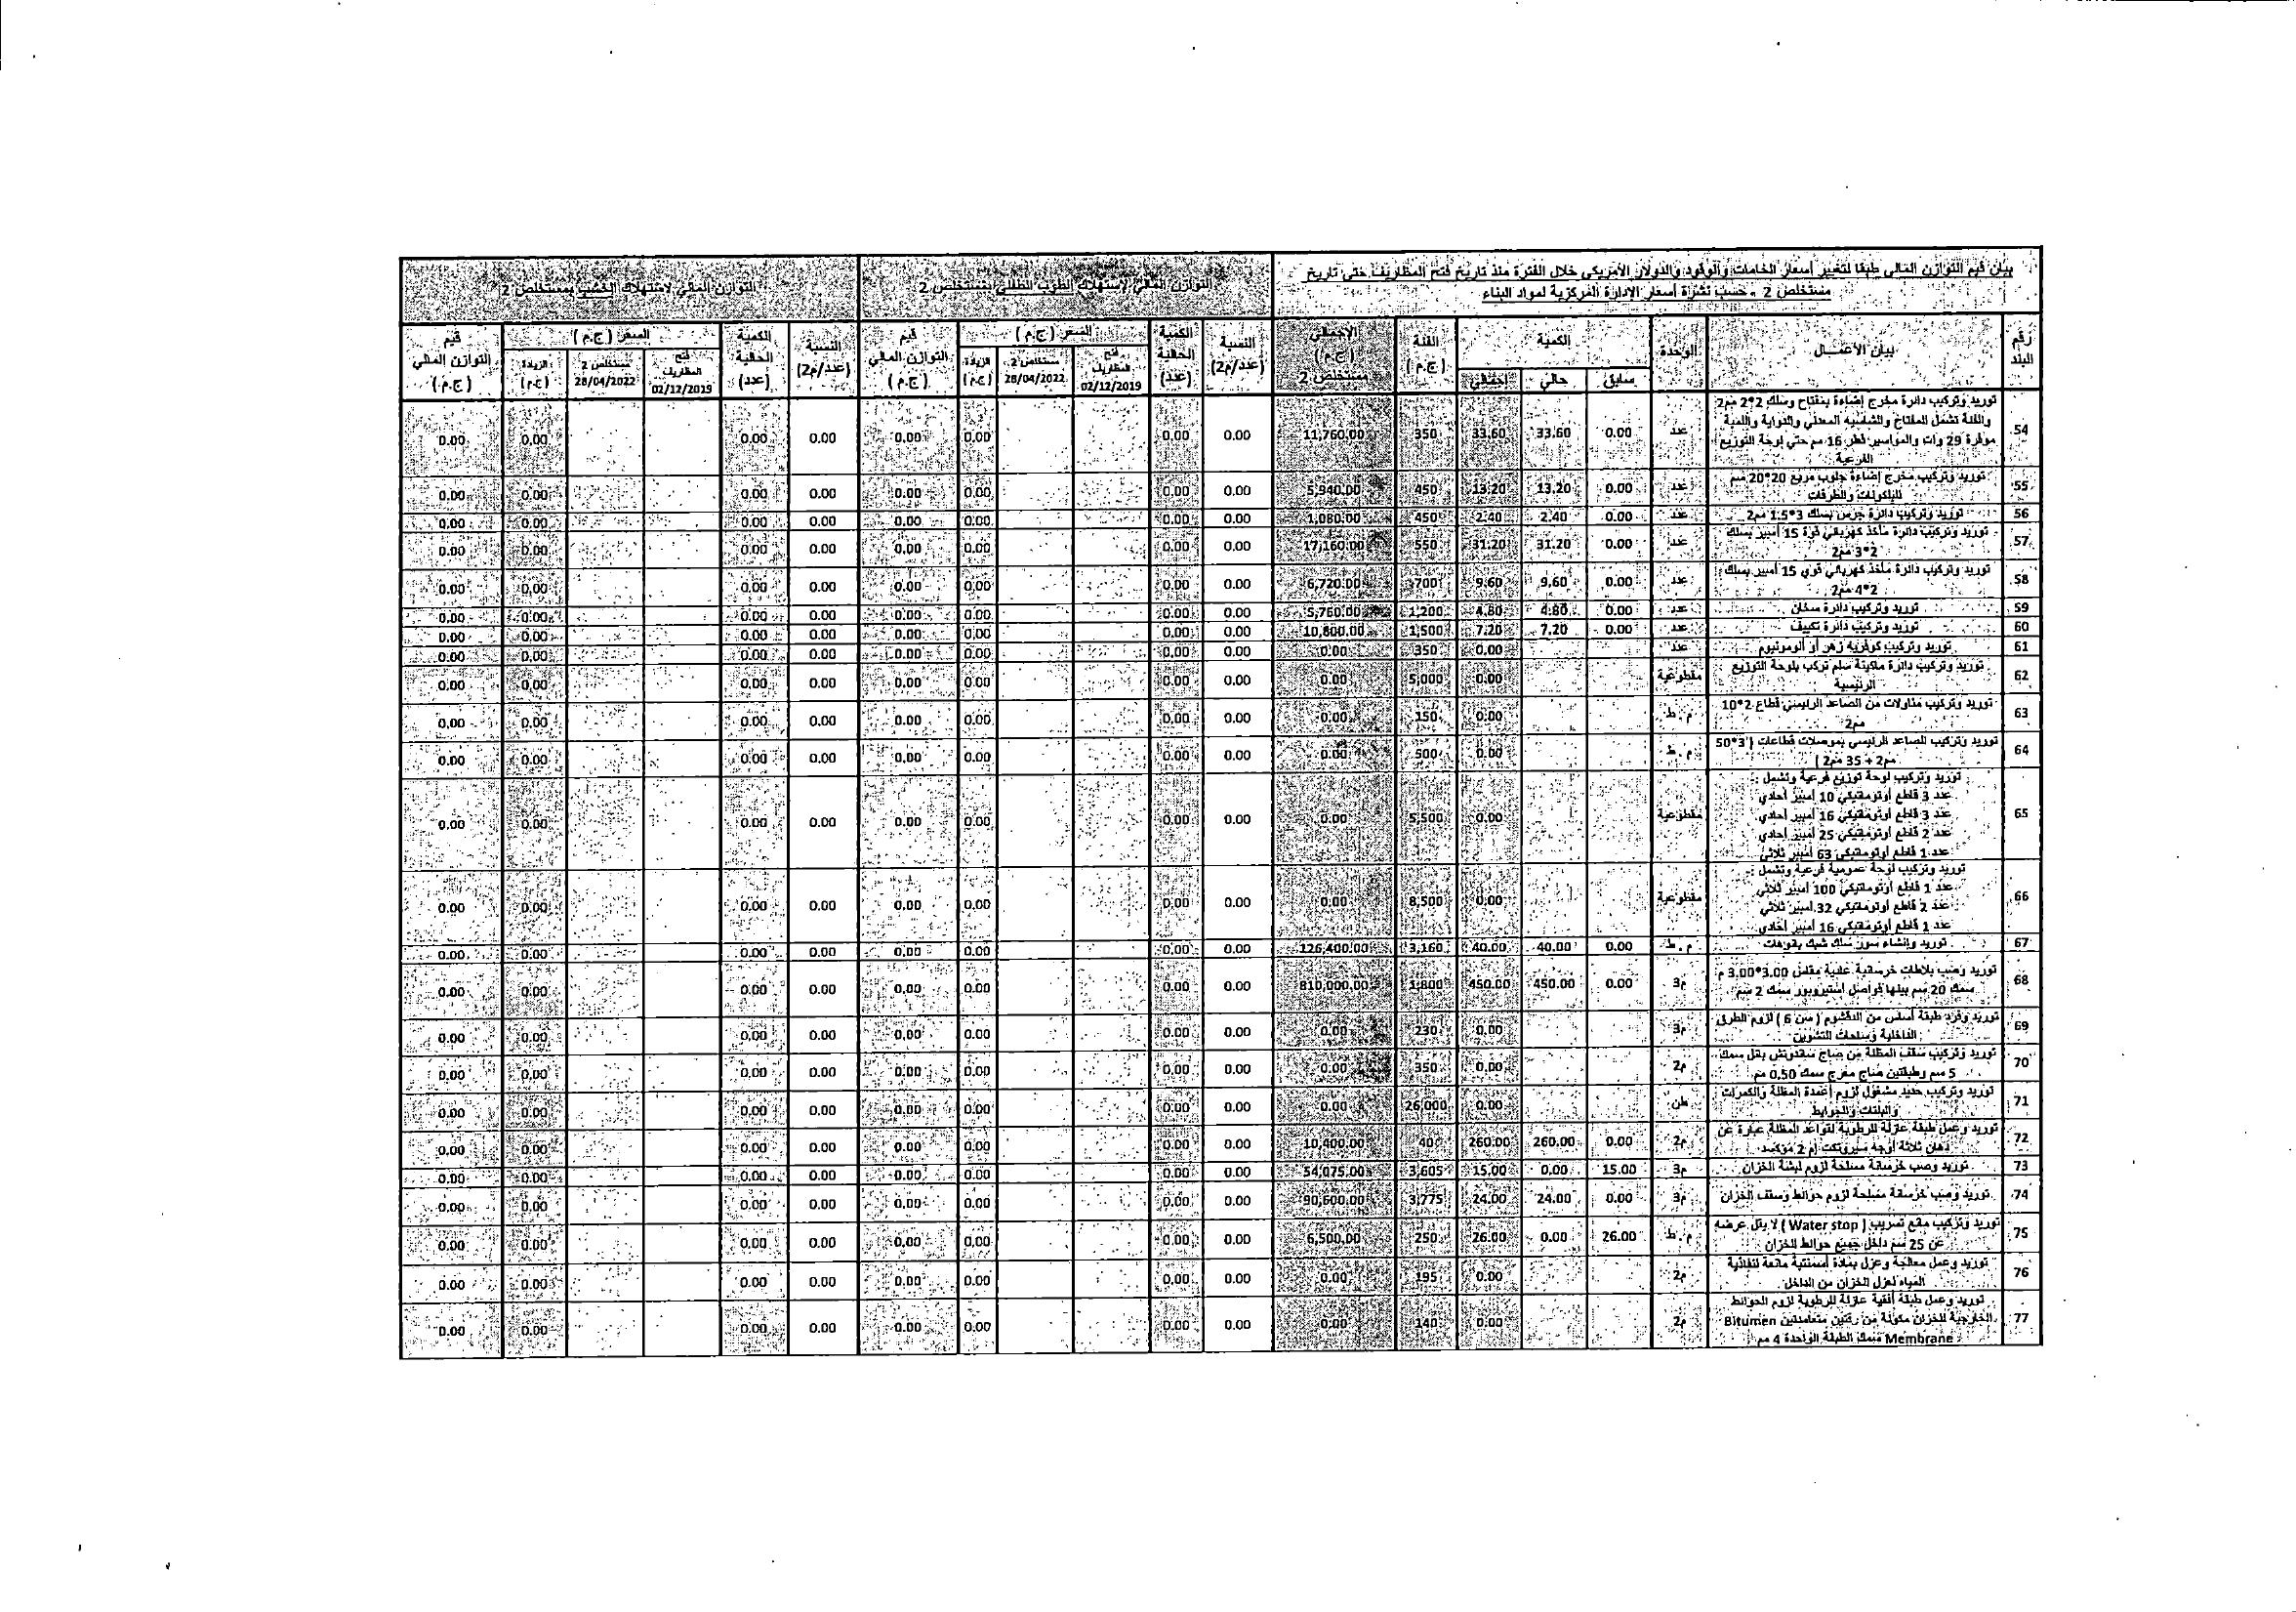 بيان قيم التوازن المالي طبقا لتغيير أسعار الخامات والوقود والدولار الأمريكي خلال الفترة منذ تاريخ فتح المظاريف حتى تاريخ
مستخلص 2 - حسب نشرة أسعار الإدارة المركزية لمواد البناء
التوازن المالي لاستهلاك الطوب الطفلي بمستخلص 2
التوازن المالي لاستهلاك الخشب بمستخلص 2
رقم البند
بيان الأعمـــال
الوحدة
الكمية
سابق حالي اجمالي
الفئة (ج.م)
الإجمالي (ج.م) مستخلص 2
النسبة (عدد/م2)
الكمية الحالية (عدد)
السعر (ج.م)
فتح المظاريف 02/12/2019
مستخلص 2 28/04/2022
الزيادة (ج.م)
قيم التوازن المالي (ج.م)
النسبة (عدد/م2)
الكمية الحالية (عدد)
السعر (ج.م)
فتح المظاريف 02/12/2019
مستخلص 2 28/04/2022
الزيادة (ج.م)
قيم التوازن المالي (ج.م)
54 توريد وتركيب دائرة مخرج إضاءة بمفتاح وسلك 2*2 مم2
والفئة تشمل المفتاح والشاسيه المعدني والدواية واللمبة
موفرة 29 وات والمواسير قطر 16 مم حتي لوحة التوزيع
الفرعية
عدد 0.00 33.60 33.60 350 11,760.00 0.00 0.00 0.00 0.00 0.00 0.00 0.00 0.00
55 توريد وتركيب مخرج إضاءة جلوب مربع 20*20 سم
للبلكونات والطرقات
عدد 0.00 13.20 13.20 450 5,940.00 0.00 0.00 0.00 0.00 0.00 0.00 0.00 0.00
56 توريد وتركيب دائرة جرس بسلك 3*1.5 مم2 عدد 0.00 2.40 2.40 450 1,080.00 0.00 0.00 0.00 0.00 0.00 0.00 0.00 0.00
57 توريد وتركيب دائرة مأخذ كهربائي قوة 15 أمبير بسلك
2*3 مم2
عدد 0.00 31.20 31.20 550 17,160.00 0.00 0.00 0.00 0.00 0.00 0.00 0.00 0.00
58 توريد وتركيب دائرة مأخذ كهربائي قوي 15 أمبير بسلك
2*4 مم2
عدد 0.00 9.60 9.60 700 6,720.00 0.00 0.00 0.00 0.00 0.00 0.00 0.00 0.00
59 توريد وتركيب دائرة سخان عدد 0.00 4.80 4.80 1,200 5,760.00 0.00 0.00 0.00 0.00 0.00 0.00 0.00 0.00
60 توريد وتركيب دائرة تكييف عدد 0.00 7.20 7.20 1,500 10,800.00 0.00 0.00 0.00 0.00 0.00 0.00 0.00 0.00
61 توريد وتركيب كوفريه زهر أو ألومونيوم عدد 0.00 350 0.00 0.00 0.00 0.00 0.00 0.00 0.00 0.00 0.00
62 توريد وتركيب دائرة ماكينة سلم تركب بلوحة التوزيع
الرئيسية
مقطوعية 0.00 5,000 0.00 0.00 0.00 0.00 0.00 0.00 0.00 0.00 0.00
63 توريد وتركيب مناولات من الصاعد الرئيسي قطاع 2*10
مم2
م.ط 0.00 150 0.00 0.00 0.00 0.00 0.00 0.00 0.00 0.00 0.00
64 توريد وتركيب الصاعد الرئيسي بموصلات قطاعات (3*50
مم2 + 35 مم2)
م.ط 0.00 500 0.00 0.00 0.00 0.00 0.00 0.00 0.00 0.00 0.00
65 توريد وتركيب لوحة توزيع فرعية وتشمل :
عدد 3 قاطع أوتوماتيكي 10 أمبير أحادي
عدد 3 قاطع أوتوماتيكي 16 أمبير أحادي
عدد 2 قاطع أوتوماتيكي 25 أمبير أحادي
عدد 1 قاطع أوتوماتيكي 63 أمبير ثلاثي
مقطوعية 0.00 5,500 0.00 0.00 0.00 0.00 0.00 0.00 0.00 0.00 0.00
66 توريد وتركيب لوحة عمومية فرعية وتشمل :
عدد 1 قاطع أوتوماتيكي 100 أمبير ثلاثي
عدد 2 قاطع أوتوماتيكي 32 أمبير ثلاثي
عدد 1 قاطع أوتوماتيكي 16 أمبير أحادي
مقطوعية 0.00 8,500 0.00 0.00 0.00 0.00 0.00 0.00 0.00 0.00 0.00
67 توريد وإنشاء سور سلك شبك م.ط 0.00 40.00 40.00 3,160 126,400.00 0.00 0.00 0.00 0.00 0.00 0.00 0.00 0.00
68 توريد وصب بلاطات خرسانية عادية مقاس 3.00*3.00 م
سمك 20 سم بينها فواصل استيروبور سمك 2 سم
م3 0.00 450.00 450.00 1,800 810,000.00 0.00 0.00 0.00 0.00 0.00 0.00 0.00 0.00
69 توريد وفرد طبقة أساس من الدقشوم (سن 6) لزوم الطرق
الداخلية وساحات التشوين
م3 0.00 230 0.00 0.00 0.00 0.00 0.00 0.00 0.00 0.00 0.00
70 توريد وتركيب سقف المظلة من صاج سندوتش بنل سمك
5 سم وطبقتين صاج معرج سمك 0.50 مم
م2 0.00 350 0.00 0.00 0.00 0.00 0.00 0.00 0.00 0.00 0.00
71 توريد وتركيب حديد مشغول لزوم أعمدة المظلة والكمرات
والبلتات والجوايط
طن 0.00 26,000 0.00 0.00 0.00 0.00 0.00 0.00 0.00 0.00 0.00
72 توريد وعمل طبقة عازلة للرطوبة لقواعد المظلة عبارة عن
دهان ثلاثة أوجه سيروتكت أم 2 مؤكسد
م2 0.00 260.00 260.00 40 10,400.00 0.00 0.00 0.00 0.00 0.00 0.00 0.00 0.00
73 توريد وصب خرسانة مسلحة لزوم لبشة الخزان م3 15.00 0.00 15.00 3,605 54,075.00 0.00 0.00 0.00 0.00 0.00 0.00 0.00 0.00
74 توريد وصب خرسانة مسلحة لزوم حوائط وسقف الخزان م3 0.00 24.00 24.00 3,775 90,600.00 0.00 0.00 0.00 0.00 0.00 0.00 0.00 0.00
75 توريد وتركيب مانع تسريب (Water stop) لا يقل عرضه
عن 25 سم داخل جميع حوائط الخزان
م.ط 26.00 0.00 26.00 250 6,500.00 0.00 0.00 0.00 0.00 0.00 0.00 0.00 0.00
76 توريد وعمل معالجة وعزل بمادة أسمنتية مانعة لنفاذية
المياه لعزل الخزان من الداخل
م2 0.00 195 0.00 0.00 0.00 0.00 0.00 0.00 0.00 0.00 0.00
77 توريد وعمل طبقة أفقية عازلة للرطوبة لزوم الحوائط
الخارجية للخزان مكونة من رقتين متعامدتين Bitumen
Membrane سمك الطبقة الواحدة 4 مم
م2 0.00 140 0.00 0.00 0.00 0.00 0.00 0.00 0.00 0.00 0.00